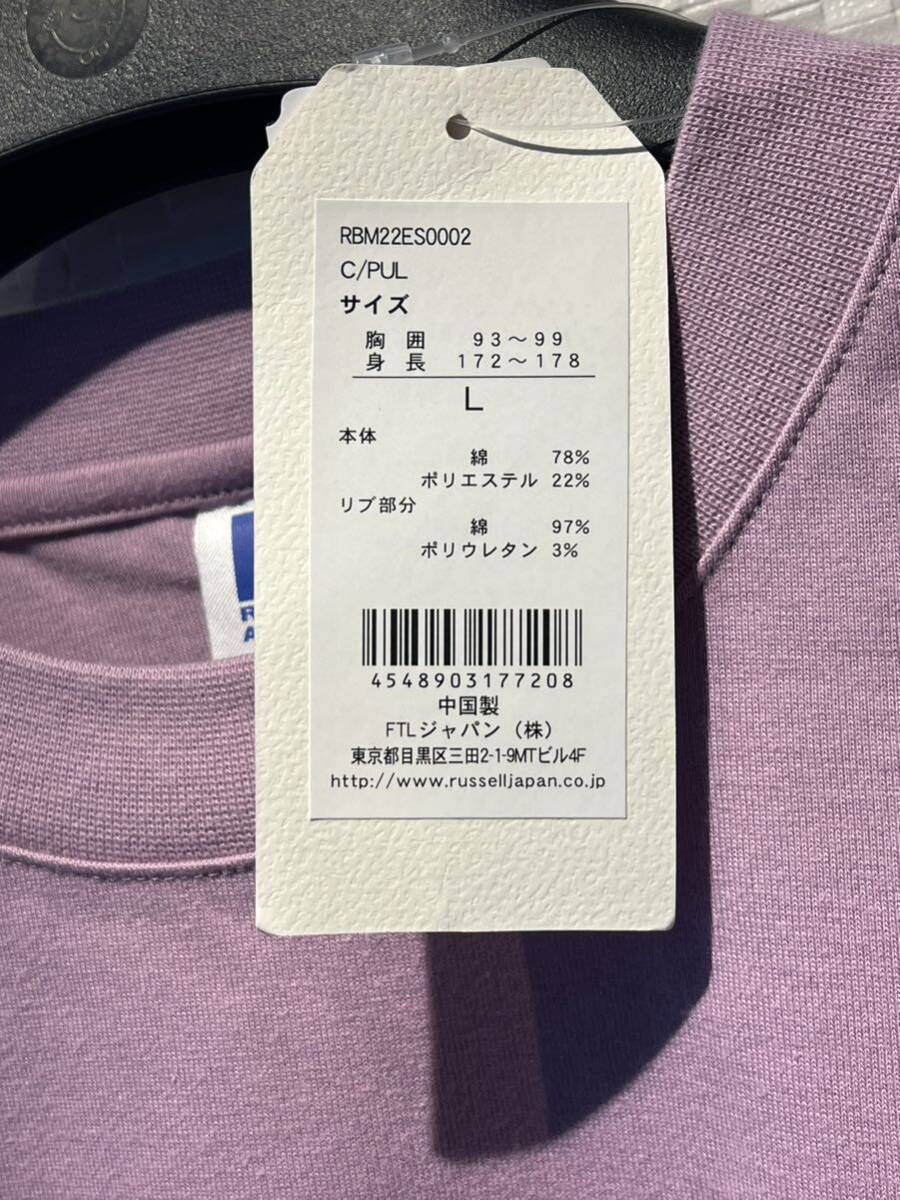 RBM22ES0002
C/PUL
サイズ
胸 囲 93～99
身 長 172～178
L
本体
綿 78%
ポリエステル 22%
リブ部分
綿 97%
ポリウレタン 3%
4548903177208
中国製
FTLジャパン（株）
東京都目黒区三田2-1-9MTビル4F
http://www.russelljapan.co.jp
R
A